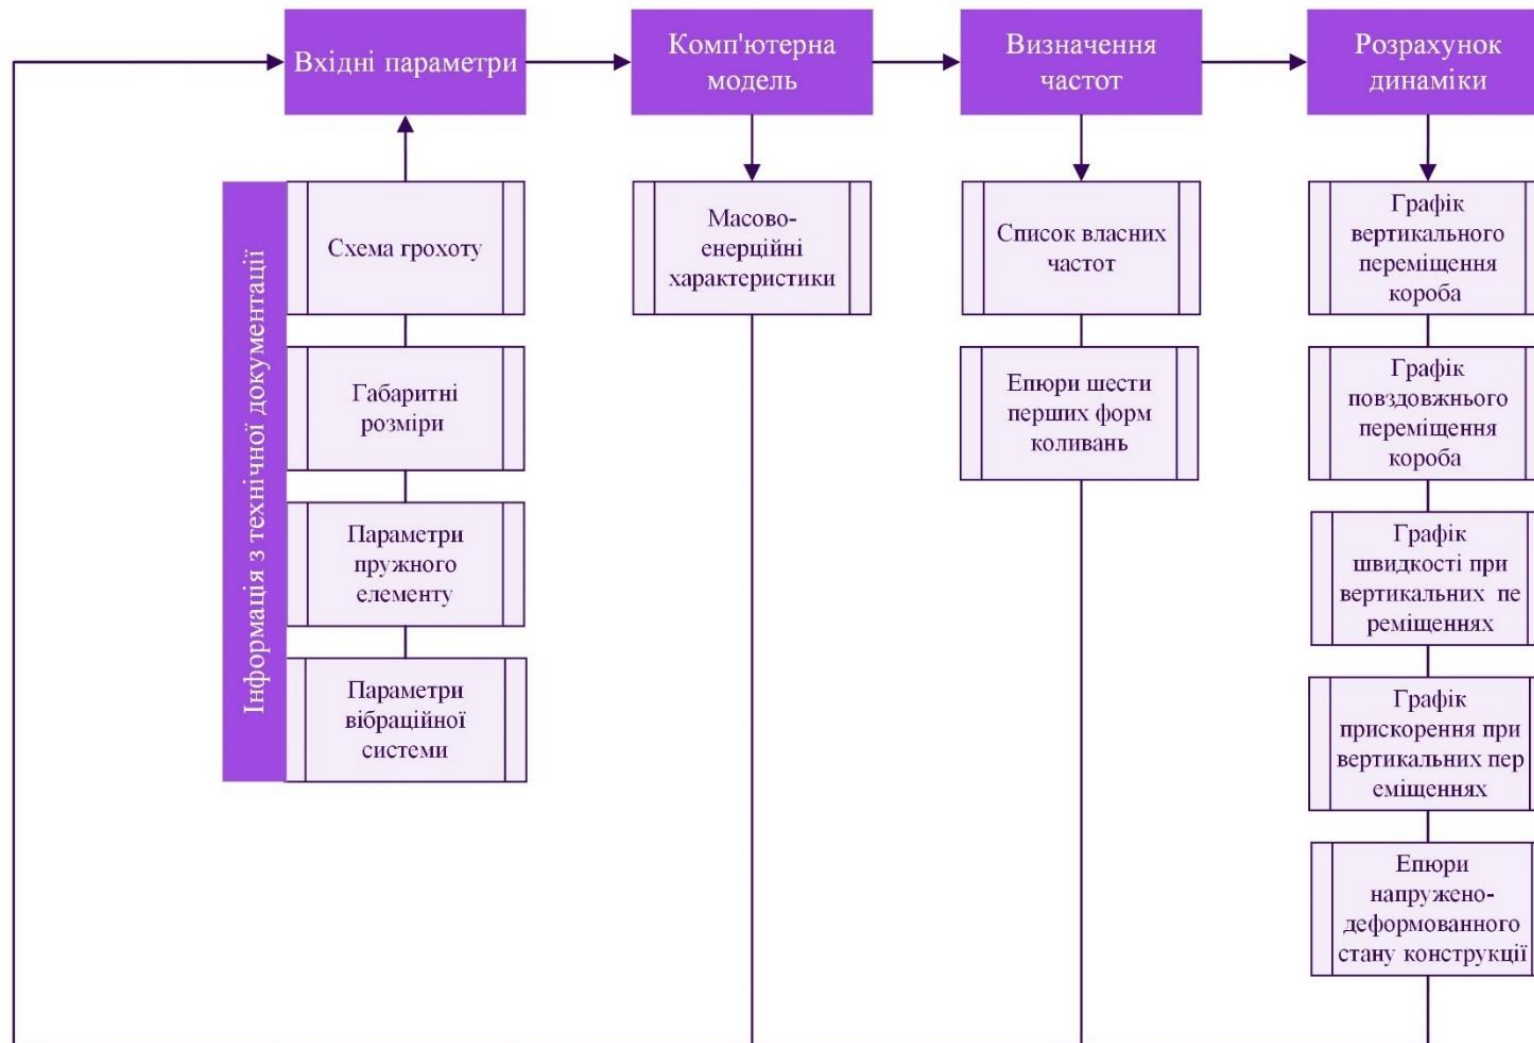 Вхідні параметри
Комп'ютерна
модель
Визначення
частот
Розрахунок
динаміки
Інформація з технічної документації
Схема грохоту
Габаритні
розміри
Параметри
пружного
елементу
Параметри
вібраційної
системи
Масово-
енерційні
характеристики
Список власних
частот
Епюри шести
перших форм
коливань
Графік
вертикального
переміщення
короба
Графік
повздовжнього
переміщення
короба
Графік
швидкості при
вертикальних пе
реміщеннях
Графік
прискорення при
вертикальних пер
еміщеннях
Епюри
напружено-
деформованного
стану конструкції